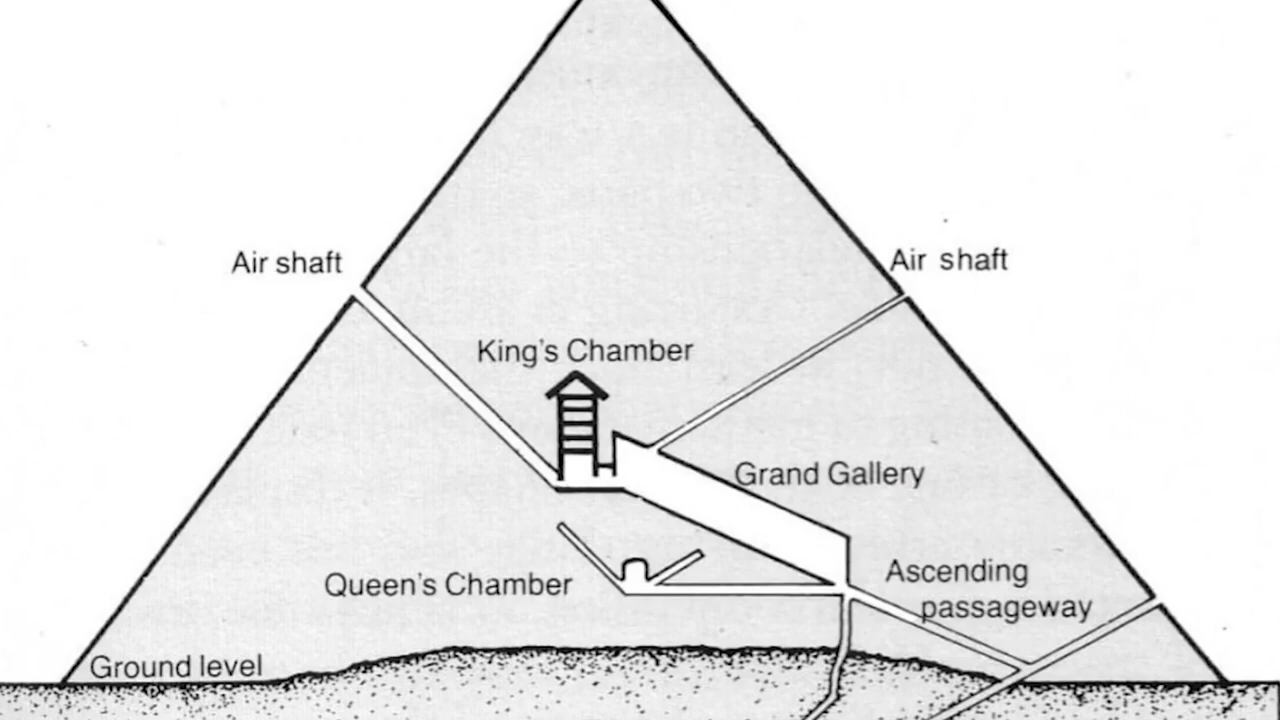 Air shaft
Air shaft
King's Chamber
Grand Gallery
Ascending
passageway
Queen's Chamber
Ground level